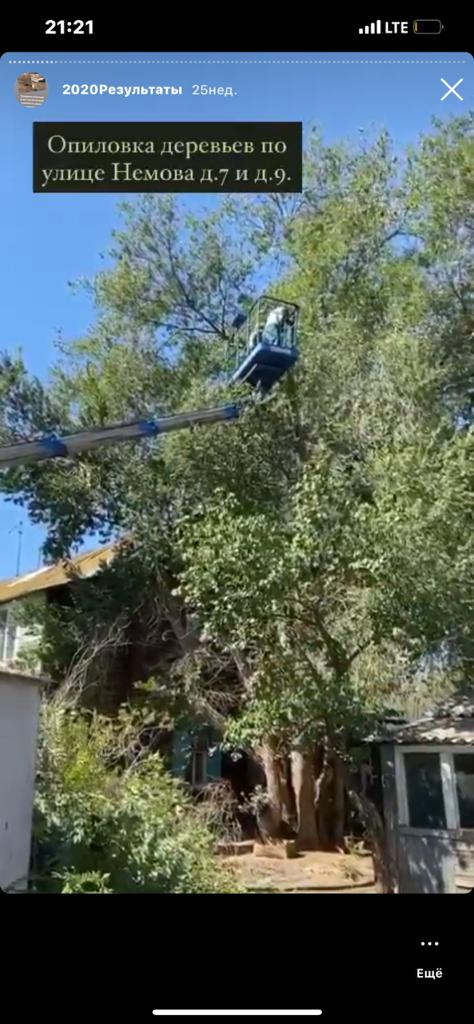 21:21 LTE
2020Результаты 25нед.
Опиловка деревьев по
улице Немова д.7 и д.9.
Ещё